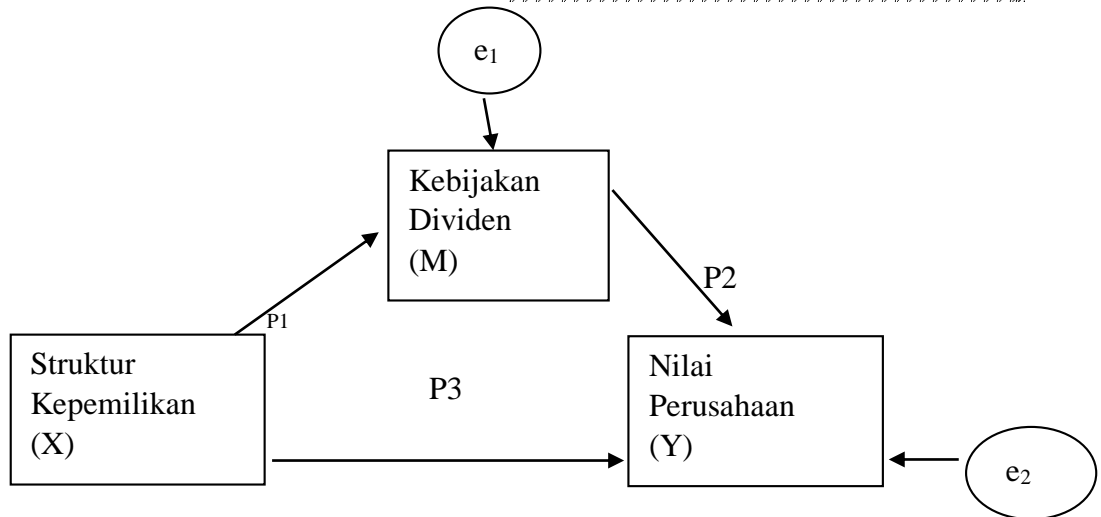 e1
Kebijakan
Dividen
(M)
P2
P1
Struktur
Kepemilikan
(X)
P3
Nilai
Perusahaan
(Y)
e2